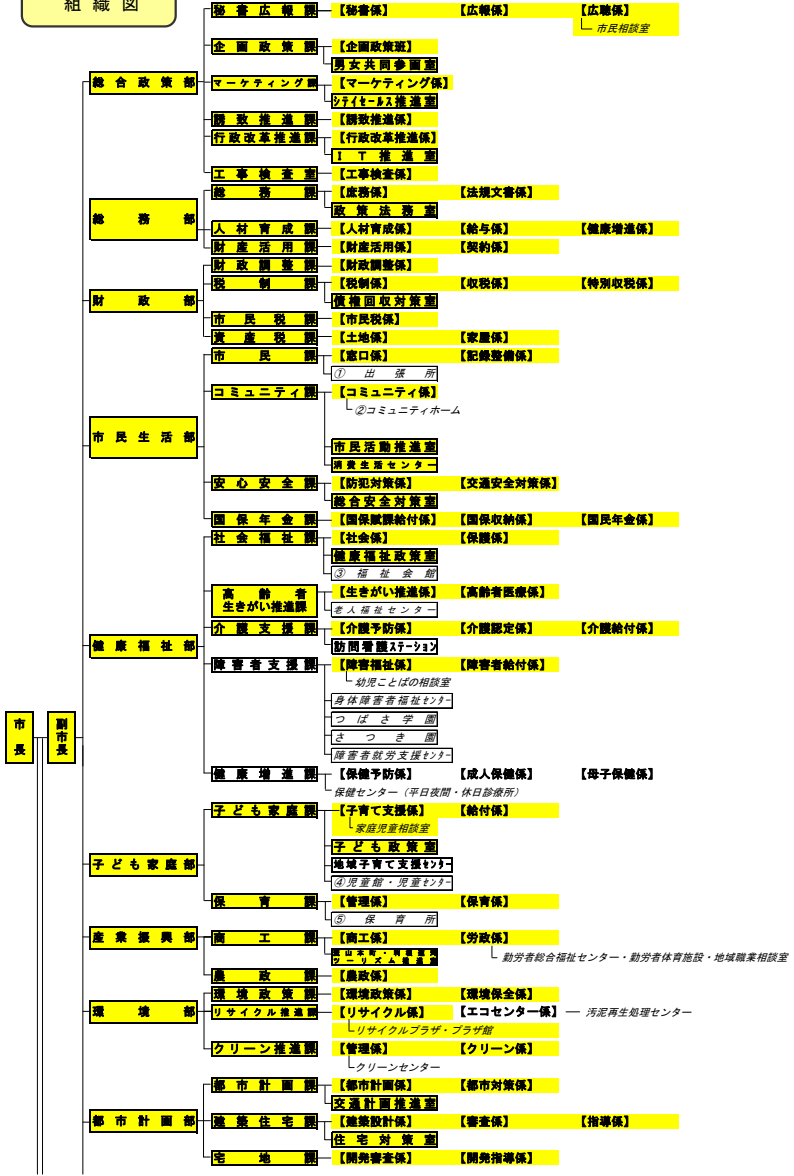 組 織 図
秘書広報課 【秘書係】 【広報係】 【広聴係】
市民相談室
企画政策課 【企画政策班】
男女共同参画室
総合政策部 マーケティング課 【マーケティング係】
シティセールス推進室
誘致推進課 【誘致推進係】
行政改革推進課 【行政改革推進係】
IT推進室
工事検査室 【工事検査係】
総務課 【庶務係】 【法規文書係】
政策法務室
総務部
人材育成課 【人材育成係】 【給与係】 【健康増進係】
財産活用課 【財産活用係】 【契約係】
財政調整課 【財政調整係】
税制課 【税制係】 【収税係】 【特別収税係】
財政部 債権回収対策室
市民税課 【市民税係】
資産税課 【土地係】 【家屋係】
市民課 【窓口係】 【記録整備係】
① 出張所
コミュニティ課 【コミュニティ係】
②コミュニティホーム
市民生活部 市民活動推進室
消費生活センター
安心安全課 【防犯対策係】 【交通安全対策係】
総合安全対策室
国保年金課 【国保賦課給付係】 【国保収納係】 【国民年金係】
社会福祉課 【社会係】 【保護係】
健康福祉政策室
③ 福祉会館
高齢者
生きがい推進課 【生きがい推進係】 【高齢者医療係】
老人福祉センター
介護支援課 【介護予防係】 【介護認定係】 【介護給付係】
健康福祉部 訪問看護ステーション
障害者支援課 【障害福祉係】 【障害者給付係】
幼児ことばの相談室
身体障害者福祉センター
つばさ学園
市長 副市長
さつき園
障害者就労支援センター
健康増進課 【保健予防係】 【成人保健係】 【母子保健係】
保健センター（平日夜間・休日診療所）
子ども家庭課 【子育て支援係】 【給付係】
家庭児童相談室
子ども政策室
子ども家庭部 地域子育て支援センター
④児童館・児童センター
保育課 【管理係】 【保育係】
⑤ 保育所
産業振興部 商工課 【商工係】 【労政係】
ツーリズム推進室
勤労者総合福祉センター・勤労者体育施設・地域職業相談室
農政課 【農政係】
環境政策課 【環境政策係】 【環境保全係】
環境部 リサイクル推進課 【リサイクル係】 【エコセンター係】 汚泥再生処理センター
リサイクルプラザ・プラザ館
クリーン推進課 【管理係】 【クリーン係】
クリーンセンター
都市計画課 【都市計画係】 【都市対策係】
交通計画推進室
都市計画部 建築住宅課 【建築設計係】 【審査係】 【指導係】
住宅対策室
宅地課 【開発審査係】 【開発指導係】